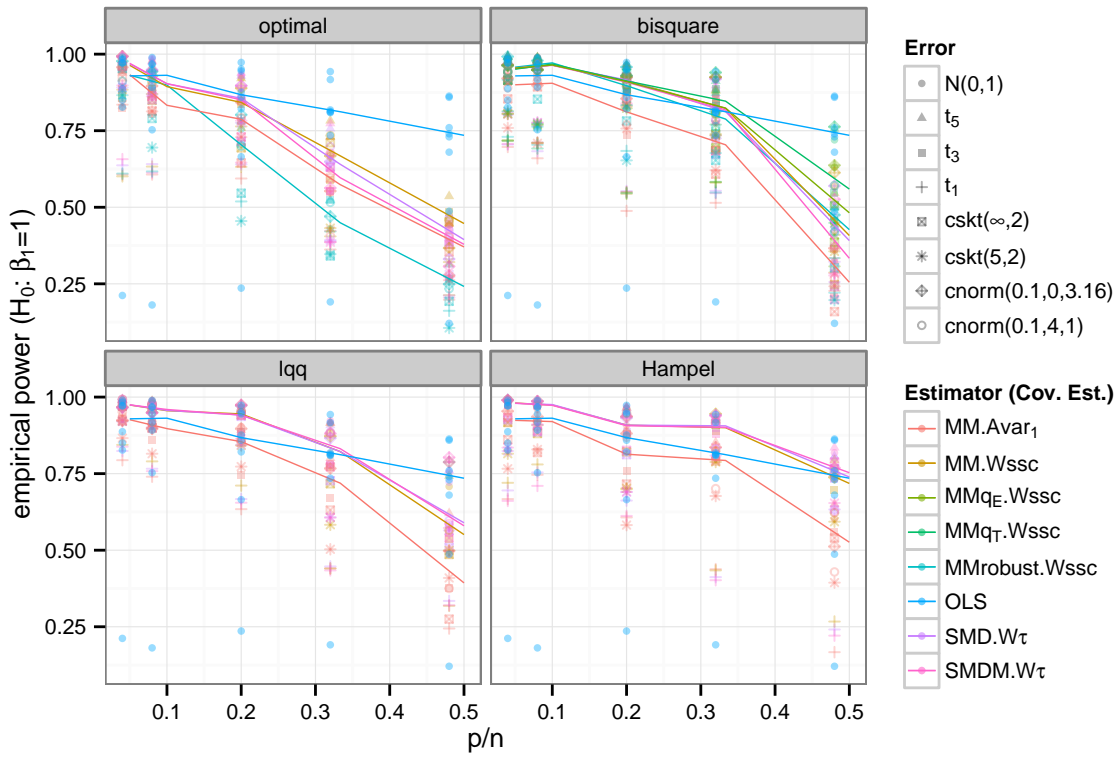 optimal
bisquare
1.00
0.75
0.50
0.25
lqq
Hampel
1.00
0.75
0.50
0.25
0.1 0.2 0.3 0.4 0.5
0.1 0.2 0.3 0.4 0.5
p/n
empirical power (H₀: β₁=1)
Error
N(0,1)
t₅
t₃
t₁
cskt(∞,2)
cskt(5,2)
cnorm(0.1,0,3.16)
cnorm(0.1,4,1)
Estimator (Cov. Est.)
MM.Avar₁
MM.Wssc
MMqE.Wssc
MMqT.Wssc
MMrobust.Wssc
OLS
SMD.Wτ
SMDM.Wτ